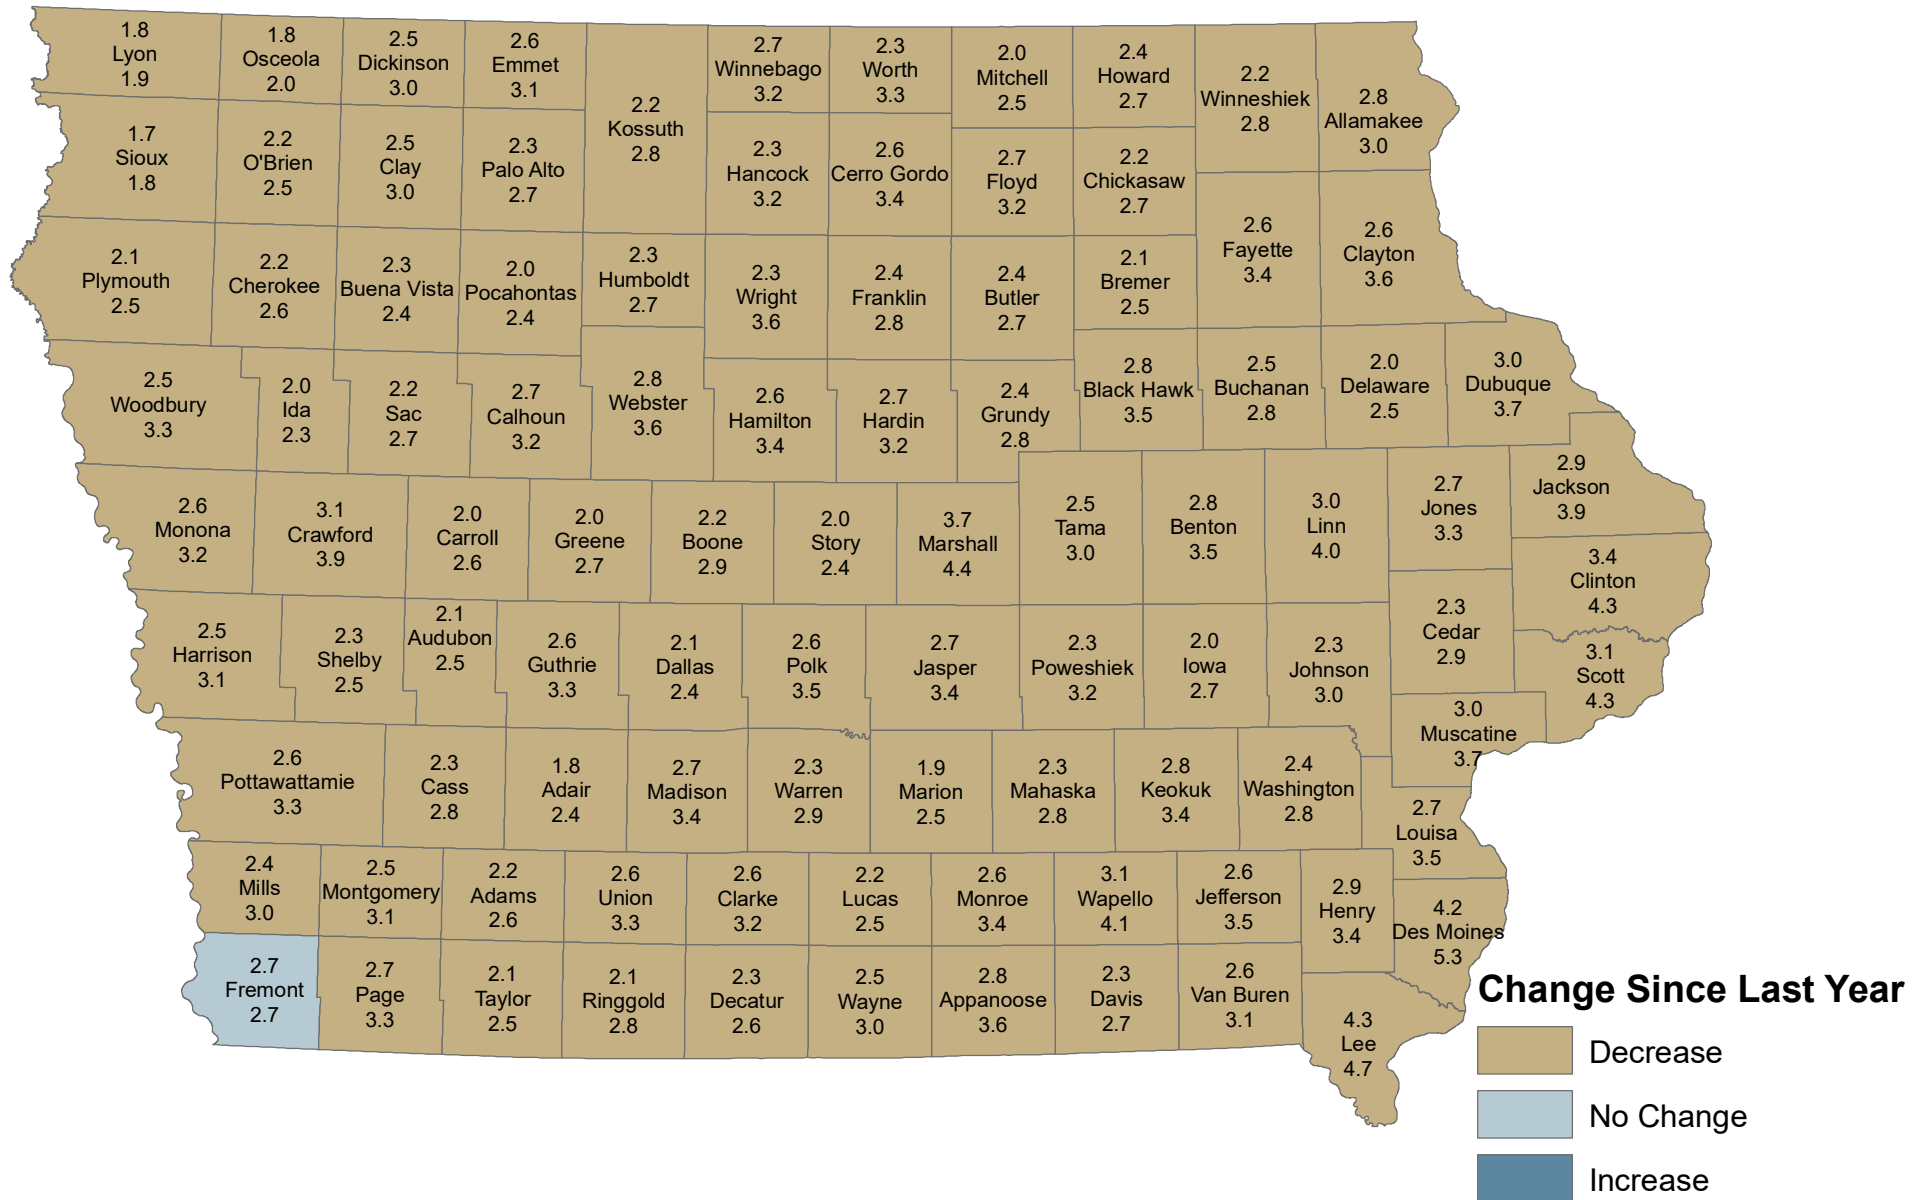 1.8
Lyon
1.9
1.8
Osceola
2.0
2.5
Dickinson
3.0
2.6
Emmet
3.1
2.2
Kossuth
2.8
2.7
Winnebago
3.2
2.3
Worth
3.3
2.0
Mitchell
2.5
2.4
Howard
2.7
2.2
Winneshiek
2.8
2.8
Allamakee
3.0
1.7
Sioux
1.8
2.2
O'Brien
2.5
2.5
Clay
3.0
2.3
Palo Alto
2.7
2.3
Hancock
3.2
2.6
Cerro Gordo
3.4
2.7
Floyd
3.2
2.2
Chickasaw
2.7
2.6
Fayette
3.4
2.6
Clayton
3.6
2.1
Plymouth
2.5
2.2
Cherokee
2.6
2.3
Buena Vista
2.4
2.0
Pocahontas
2.4
2.3
Humboldt
2.7
2.3
Wright
3.6
2.4
Franklin
2.8
2.4
Butler
2.7
2.1
Bremer
2.5
2.5
Woodbury
3.3
2.0
Ida
2.3
2.2
Sac
2.7
2.7
Calhoun
3.2
2.8
Webster
3.6
2.6
Hamilton
3.4
2.7
Hardin
3.2
2.4
Grundy
2.8
2.8
Black Hawk
3.5
2.5
Buchanan
2.8
2.0
Delaware
2.5
3.0
Dubuque
3.7
2.6
Monona
3.2
3.1
Crawford
3.9
2.0
Carroll
2.6
2.0
Greene
2.7
2.2
Boone
2.9
2.0
Story
2.4
3.7
Marshall
4.4
2.5
Tama
3.0
2.8
Benton
3.5
3.0
Linn
4.0
2.7
Jones
3.3
2.9
Jackson
3.9
3.4
Clinton
4.3
2.5
Harrison
3.1
2.3
Shelby
2.5
2.1
Audubon
2.5
2.6
Guthrie
3.3
2.1
Dallas
2.4
2.6
Polk
3.5
2.7
Jasper
3.4
2.3
Poweshiek
3.2
2.0
Iowa
2.7
2.3
Johnson
3.0
2.3
Cedar
2.9
3.1
Scott
4.3
3.0
Muscatine
3.7
2.6
Pottawattamie
3.3
2.3
Cass
2.8
1.8
Adair
2.4
2.7
Madison
3.4
2.3
Warren
2.9
1.9
Marion
2.5
2.3
Mahaska
2.8
2.8
Keokuk
3.4
2.4
Washington
2.8
2.7
Louisa
3.5
2.4
Mills
3.0
2.5
Montgomery
3.1
2.2
Adams
2.6
2.6
Union
3.3
2.6
Clarke
3.2
2.2
Lucas
2.5
2.6
Monroe
3.4
3.1
Wapello
4.1
2.6
Jefferson
3.5
2.9
Henry
3.4
4.2
Des Moines
5.3
2.7
Fremont
2.7
2.7
Page
3.3
2.1
Taylor
2.5
2.1
Ringgold
2.8
2.3
Decatur
2.6
2.5
Wayne
3.0
2.8
Appanoose
3.6
2.3
Davis
2.7
2.6
Van Buren
3.1
4.3
Lee
4.7
Change Since Last Year
Decrease
No Change
Increase